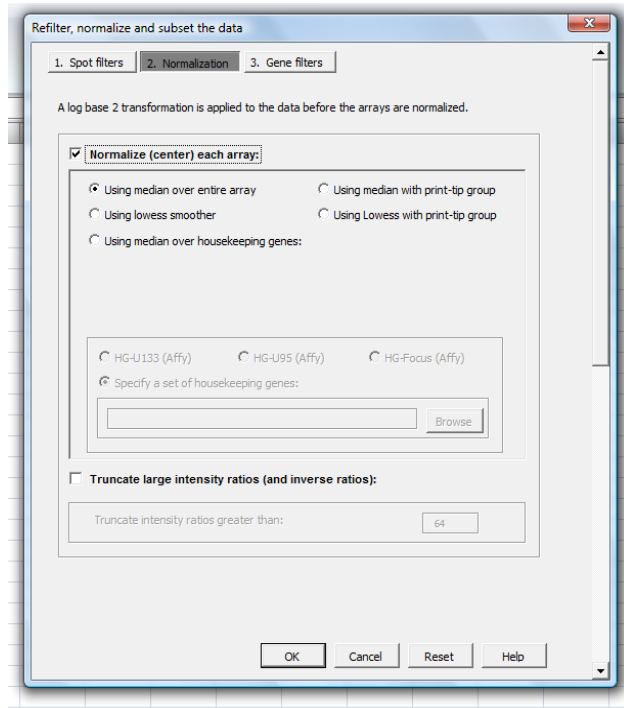 Refilter, normalize and subset the data
1. Spot filters 2. Normalization 3. Gene filters
A log base 2 transformation is applied to the data before the arrays are normalized.
Normalize (center) each array:
Using median over entire array Using median with print-tip group
Using lowess smoother Using Lowess with print-tip group
Using median over housekeeping genes:
HG-U133 (Affy) HG-U95 (Affy) HG-Focus (Affy)
Specify a set of housekeeping genes:
Browse
Truncate large intensity ratios (and inverse ratios):
Truncate intensity ratios greater than: 64
OK Cancel Reset Help